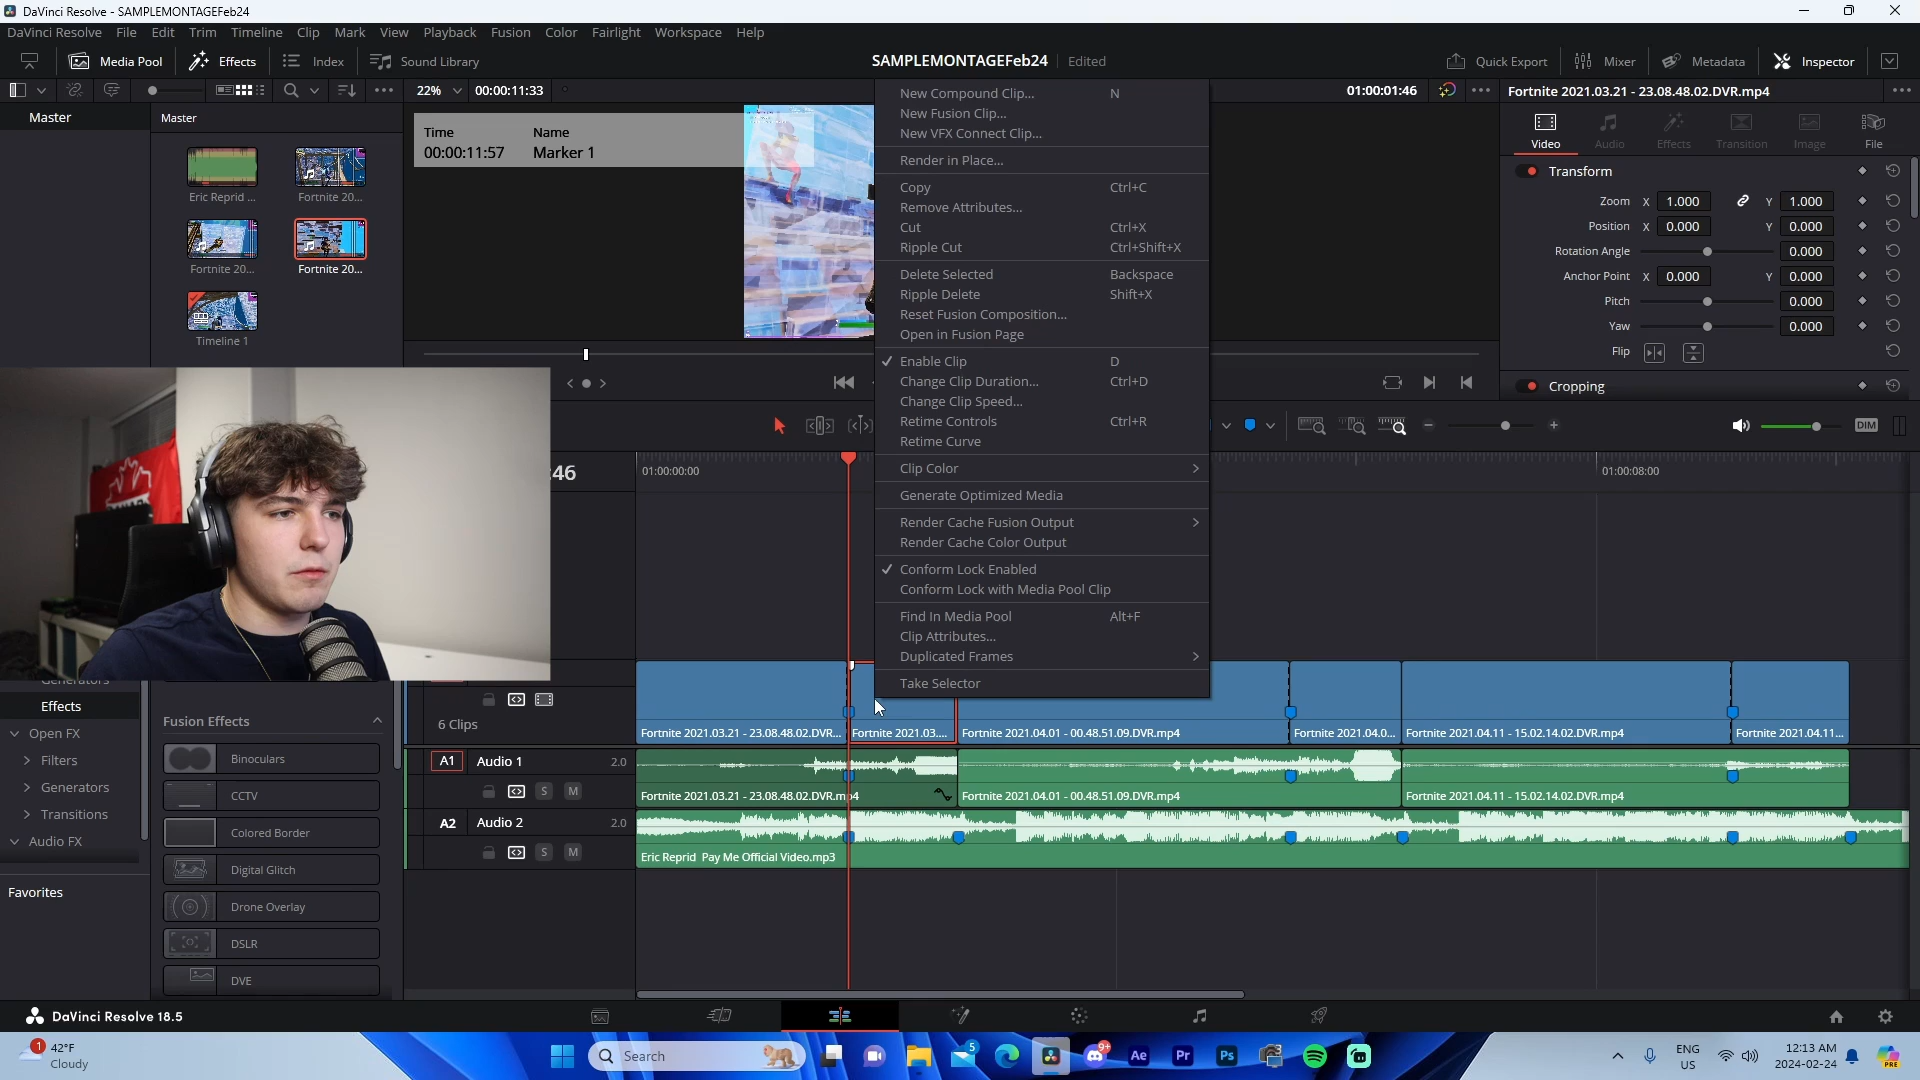 DaVinci Resolve - SAMPLEMONTAGEFeb24
DaVinci Resolve File Edit Trim Timeline Clip Mark View Playback Fusion Color Fairlight Workspace Help
Media Pool Effects Index Sound Library SAMPLEMONTAGEFeb24 Edited Quick Export Mixer Metadata Inspector
22% 00:00:11:33 01:00:01:46 Fortnite 2021.03.21 - 23.08.48.02.DVR.mp4
Master Master
Time Name
00:00:11:57 Marker 1
Eric Reprid ... Fortnite 20...
Fortnite 20... Fortnite 20...
Timeline 1
New Compound Clip... N
New Fusion Clip...
New VFX Connect Clip...
Render in Place...
Copy Ctrl+C
Remove Attributes...
Cut Ctrl+X
Ripple Cut Ctrl+Shift+X
Delete Selected Backspace
Ripple Delete Shift+X
Reset Fusion Composition...
Open in Fusion Page
Enable Clip D
Change Clip Duration... Ctrl+D
Change Clip Speed...
Retime Controls Ctrl+R
Retime Curve
Clip Color
Generate Optimized Media
Render Cache Fusion Output
Render Cache Color Output
Conform Lock Enabled
Conform Lock with Media Pool Clip
Find In Media Pool Alt+F
Clip Attributes...
Duplicated Frames
Take Selector
Video Audio Effects Transition Image File
Transform
Zoom X 1.000 Y 1.000
Position X 0.000 Y 0.000
Rotation Angle 0.000
Anchor Point X 0.000 Y 0.000
Pitch 0.000
Yaw 0.000
Flip
Cropping
DIM
:46 01:00:00:00 01:00:08:00
Generators
Effects
Open FX
Filters
Generators
Transitions
Audio FX
Favorites
Fusion Effects
Binoculars
CCTV
Colored Border
Digital Glitch
Drone Overlay
DSLR
DVE
6 Clips
Fortnite 2021.03.21 - 23.08.48.02.DVR... Fortnite 2021.03.... Fortnite 2021.04.01 - 00.48.51.09.DVR.mp4 Fortnite 2021.04.0... Fortnite 2021.04.11 - 15.02.14.02.DVR.mp4 Fortnite 2021.04.11...
A1 Audio 1 2.0
S M
Fortnite 2021.03.21 - 23.08.48.02.DVR.mp4 Fortnite 2021.04.01 - 00.48.51.09.DVR.mp4 Fortnite 2021.04.11 - 15.02.14.02.DVR.mp4
A2 Audio 2 2.0
S M
Eric Reprid Pay Me Official Video.mp3
DaVinci Resolve 18.5
1 42°F
Cloudy
Search
5 9+ Ae Pr Ps
ENG
US
12:13 AM
2024-02-24
PRE